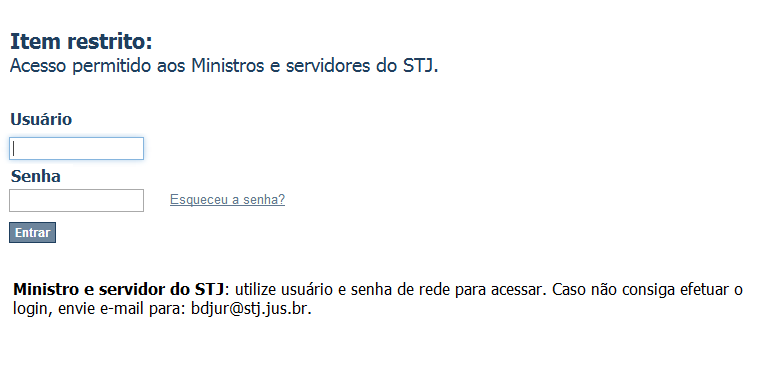 Item restrito:
Acesso permitido aos Ministros e servidores do STJ.
Usuário
Senha
Esqueceu a senha?
Entrar
Ministro e servidor do STJ: utilize usuário e senha de rede para acessar. Caso não consiga efetuar o
login, envie e-mail para: bdjur@stj.jus.br.